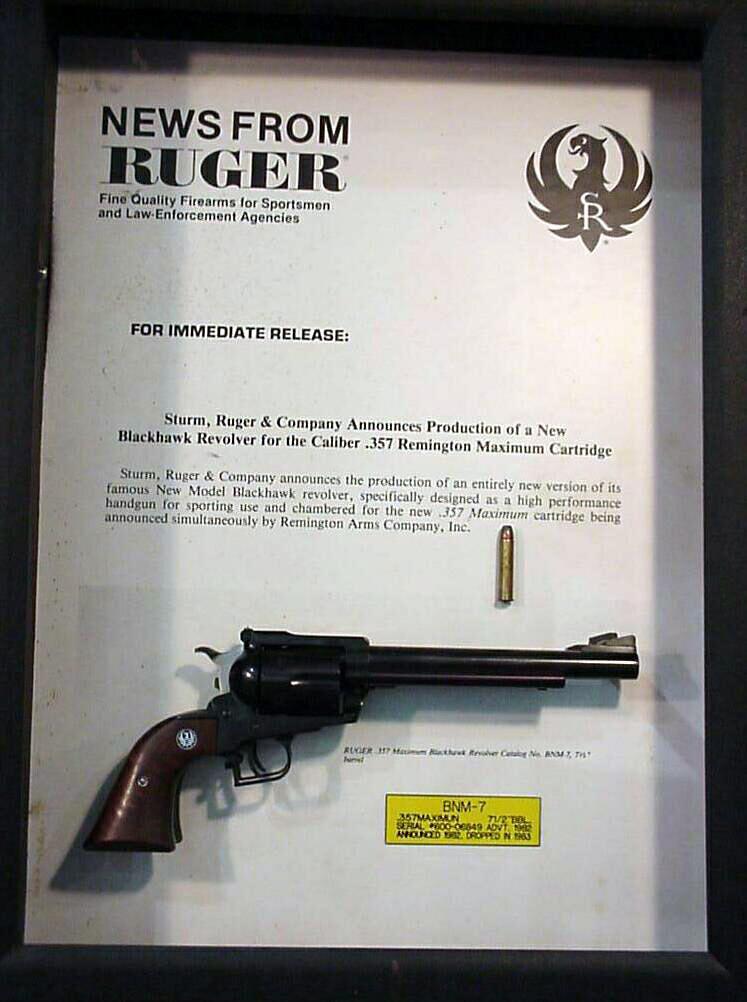 NEWS FROM
RUGER
Fine Quality Firearms for Sportsmen
and Law-Enforcement Agencies
SR
FOR IMMEDIATE RELEASE:
Sturm, Ruger & Company Announces Production of a New
Blackhawk Revolver for the Caliber .357 Remington Maximum Cartridge
Sturm, Ruger & Company announces the production of an entirely new version of its
famous New Model Blackhawk revolver, specifically designed as a high performance
handgun for sporting use and chambered for the new .357 Maximum cartridge being
announced simultaneously by Remington Arms Company, Inc.
RUGER .357 Maximum Blackhawk Revolver Catalog No. BNM-7, 7½"
barrel
BNM-7
.357MAXIMUN 71/2"BBL.
SERIAL #600-06849 ADVT. 1982
ANNOUNCED 1982, DROPPED IN 1983